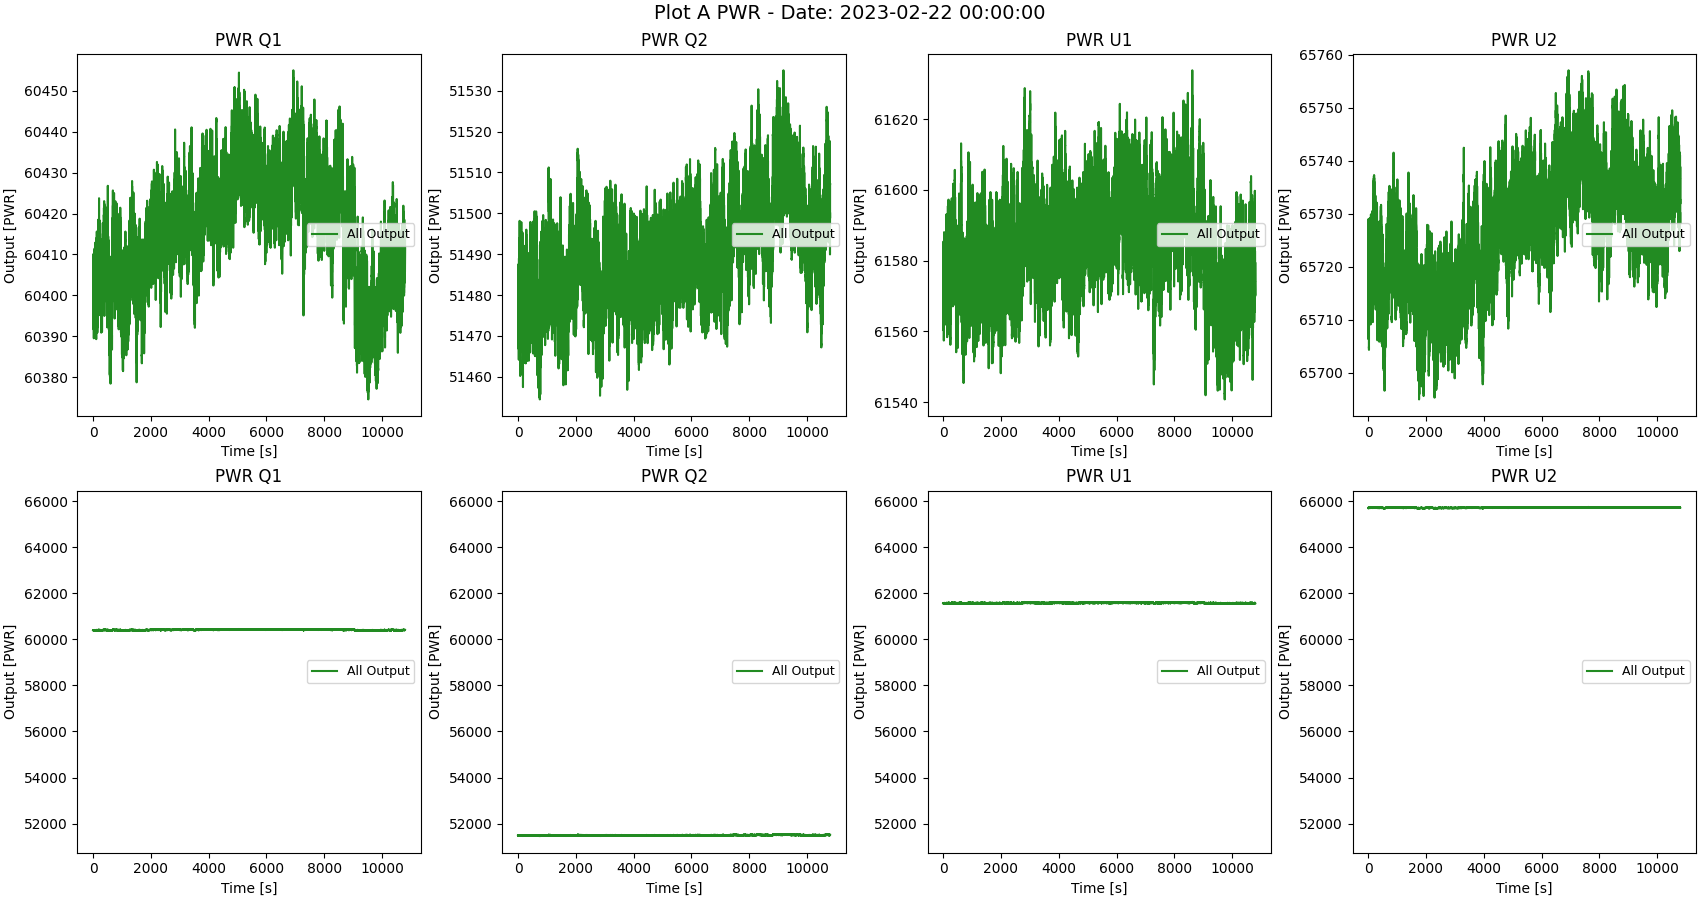 Plot A PWR - Date: 2023-02-22 00:00:00
PWR Q1
Output [PWR]
60450
60440
60430
60420
60410
60400
60390
60380
0 2000 4000 6000 8000 10000
Time [s]
All Output
PWR Q2
Output [PWR]
51530
51520
51510
51500
51490
51480
51470
51460
0 2000 4000 6000 8000 10000
Time [s]
All Output
PWR U1
Output [PWR]
61620
61600
61580
61560
61540
0 2000 4000 6000 8000 10000
Time [s]
All Output
PWR U2
Output [PWR]
65760
65750
65740
65730
65720
65710
65700
0 2000 4000 6000 8000 10000
Time [s]
All Output
PWR Q1
Output [PWR]
66000
64000
62000
60000
58000
56000
54000
52000
0 2000 4000 6000 8000 10000
Time [s]
All Output
PWR Q2
Output [PWR]
66000
64000
62000
60000
58000
56000
54000
52000
0 2000 4000 6000 8000 10000
Time [s]
All Output
PWR U1
Output [PWR]
66000
64000
62000
60000
58000
56000
54000
52000
0 2000 4000 6000 8000 10000
Time [s]
All Output
PWR U2
Output [PWR]
66000
64000
62000
60000
58000
56000
54000
52000
0 2000 4000 6000 8000 10000
Time [s]
All Output